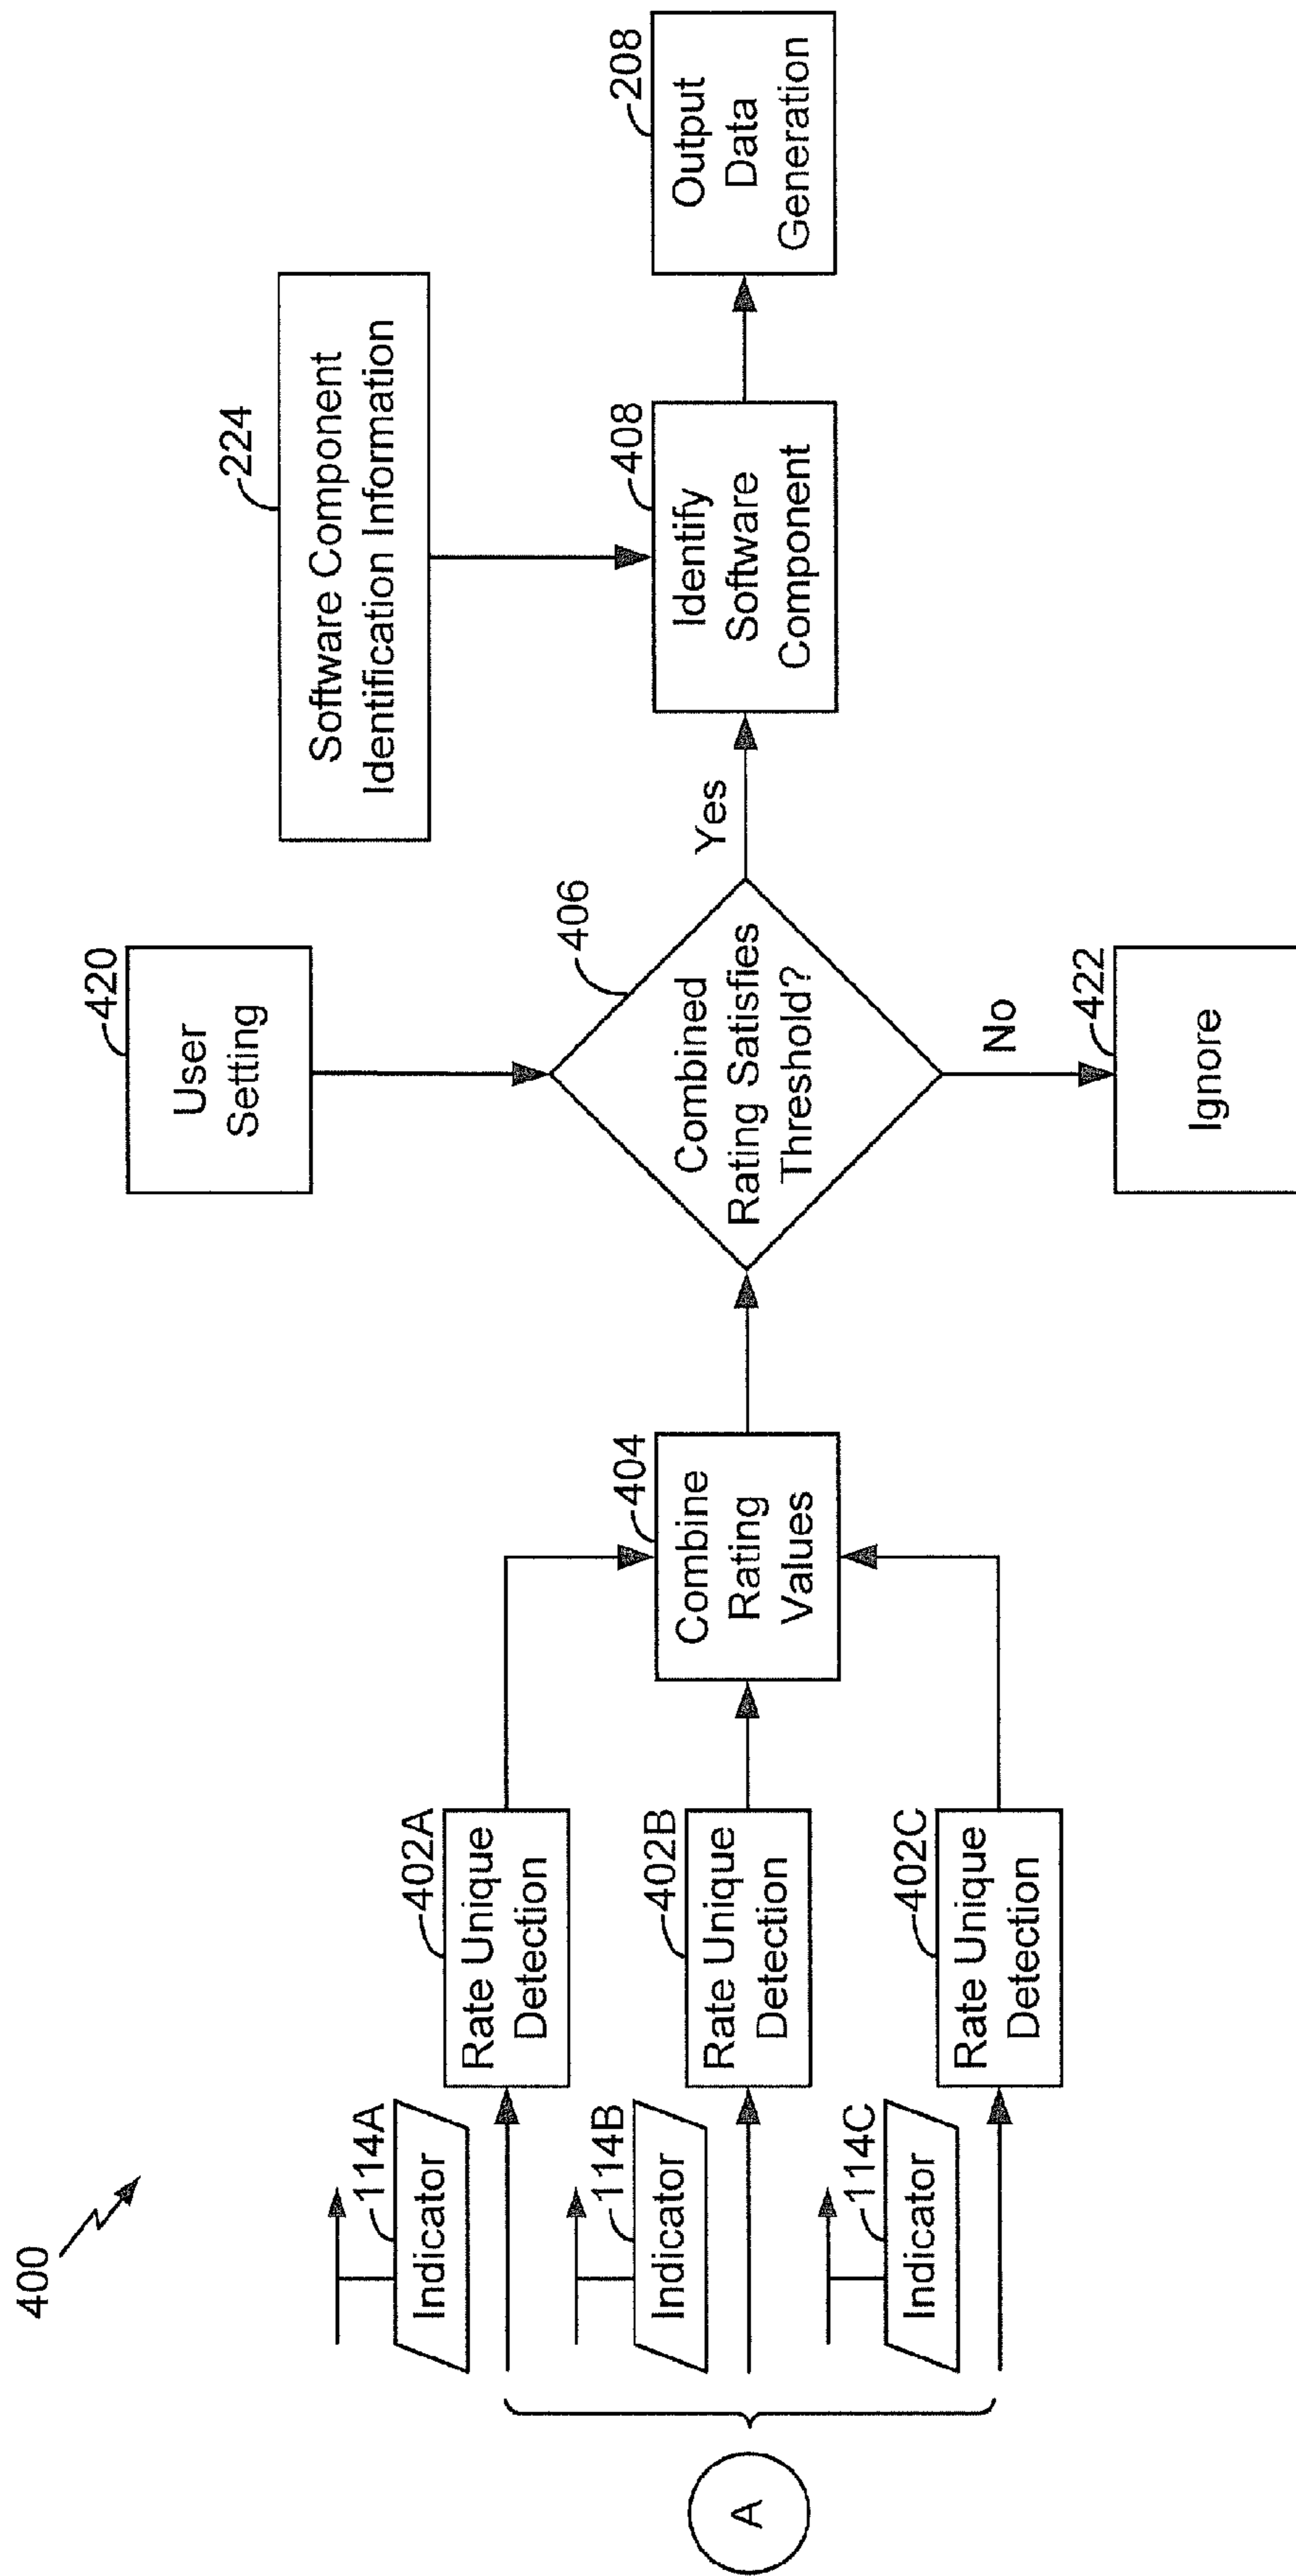 400
A
114A
Indicator
114B
Indicator
114C
Indicator
402A
Rate Unique
Detection
402B
Rate Unique
Detection
402C
Rate Unique
Detection
404
Combine
Rating
Values
420
User
Setting
406
Combined
Rating Satisfies
Threshold?
Yes
No
422
Ignore
224
Software Component
Identification Information
408
Identify
Software
Component
208
Output
Data
Generation